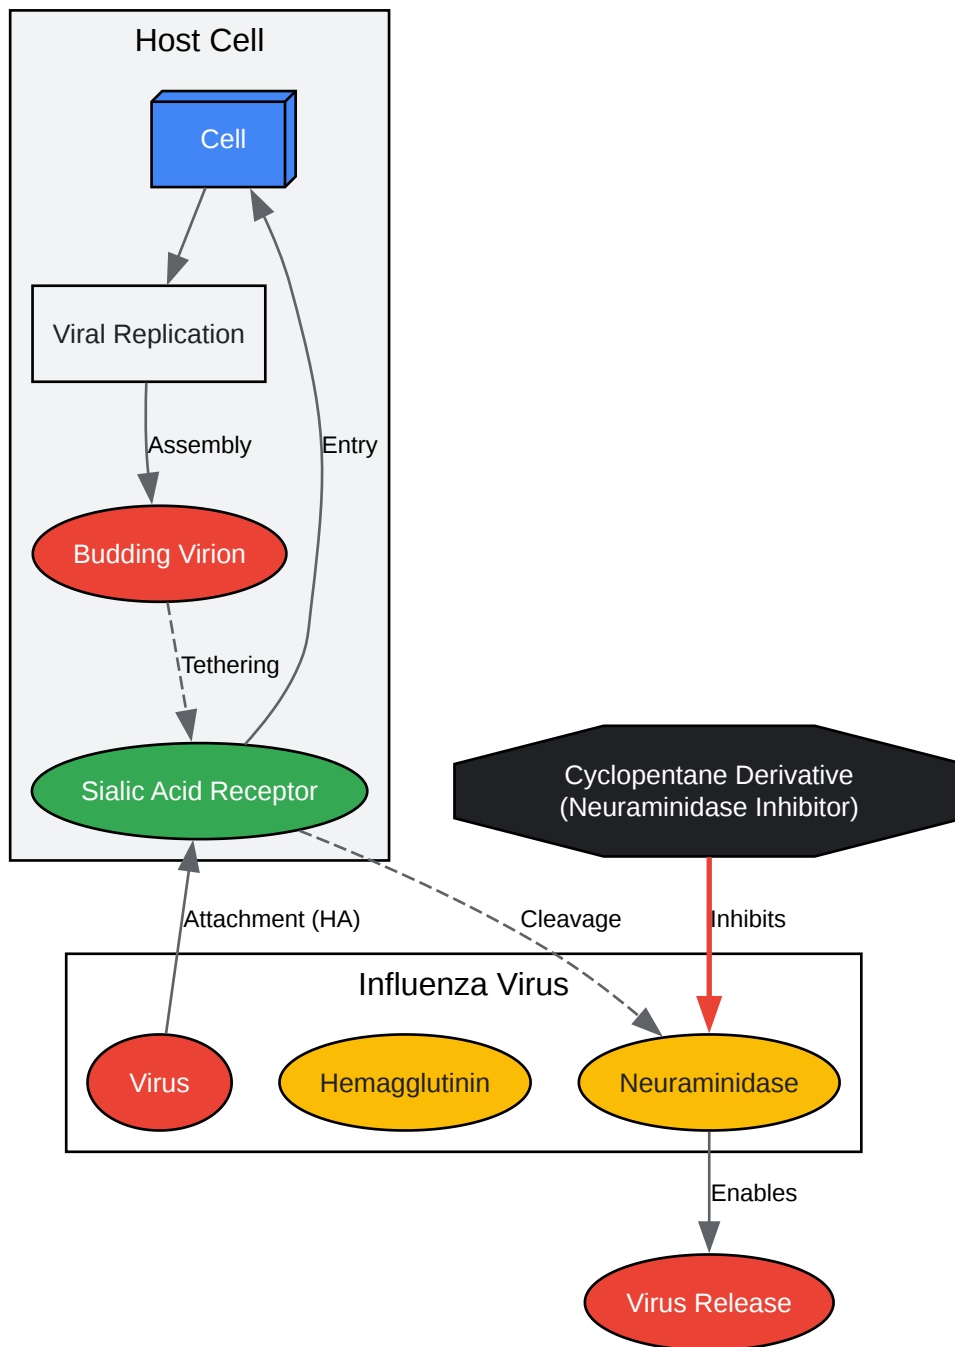 Host Cell
Cell
Viral Replication
Assembly
Entry
Budding Virion
Tethering
Sialic Acid Receptor
Cyclopentane Derivative
(Neuraminidase Inhibitor)
Attachment (HA)
Cleavage
Inhibits
Influenza Virus
Virus
Hemagglutinin
Neuraminidase
Enables
Virus Release